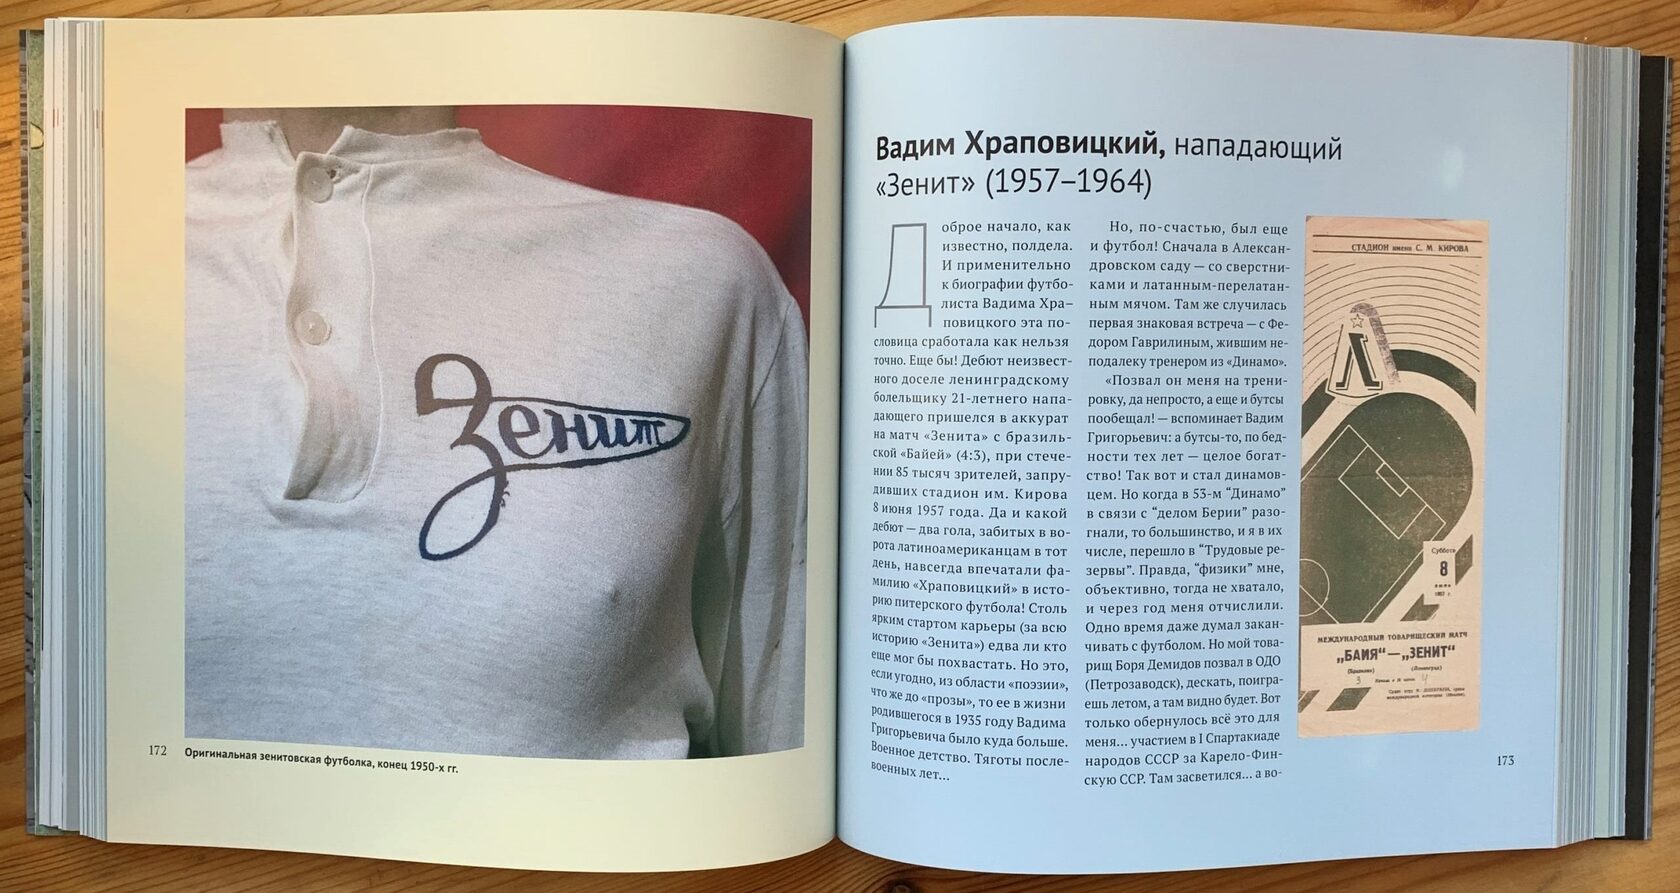 Зенит
172
Оригинальная зенитовская футболка, конец 1950-х гг.
Вадим Храповицкий, нападающий
«Зенит» (1957–1964)
Доброе начало, как
известно, полдела.
И применительно
к биографии футбо-
листа Вадима Хра-
повицкого эта по-
словица сработала как нельзя
точно. Еще бы! Дебют неизвест-
ного доселе ленинградскому
болельщику 21-летнего напа-
дающего пришелся в аккурат
на матч «Зенита» с бразиль-
ской «Байей» (4:3), при стече-
нии 85 тысяч зрителей, запру-
дивших стадион им. Кирова
8 июня 1957 года. Да и какой
дебют — два гола, забитых в во-
рота латиноамериканцам в тот
день, навсегда впечатали фа-
милию «Храповицкий» в исто-
рию питерского футбола! Столь
ярким стартом карьеры (за всю
историю «Зенита») едва ли кто
еще мог бы похвастать. Но это,
если угодно, из области «поэзии»,
что же до «прозы», то ее в жизни
родившегося в 1935 году Вадима
Григорьевича было куда больше.
Военное детство. Тяготы после-
военных лет...
Но, по-счастью, был еще
и футбол! Сначала в Алексан-
дровском саду — со сверстни-
ками и латанным-перелатан-
ным мячом. Там же случилась
первая знаковая встреча — с Фе-
дором Гаврилиным, жившим не-
подалеку тренером из «Динамо».
«Позвал он меня на трени-
ровку, да непросто, а еще и бутсы
пообещал! — вспоминает Вадим
Григорьевич: а бутсы-то, по бед-
ности тех лет — целое богат-
ство! Так вот и стал динамов-
цем. Но когда в 53-м “Динамо”
в связи с “делом Берии” разо-
гнали, то большинство, и я в их
числе, перешло в “Трудовые ре-
зервы”. Правда, “физики” мне,
объективно, тогда не хватало,
и через год меня отчислили.
Одно время даже думал закан-
чивать с футболом. Но мой това-
рищ Боря Демидов позвал в ОДО
(Петрозаводск), дескать, поигра-
ешь летом, а там видно будет. Вот
только обернулось всё это для
меня... участием в I Спартакиаде
народов СССР за Карело-Фин-
скую ССР. Там засветился... а во-
СТАДИОН имени С. М. КИРОВА
Л
Суббота
8
июня
1957 г.
МЕЖДУНАРОДНЫЙ ТОВАРИЩЕСКИЙ МАТЧ
„БАИЯ“—„ЗЕНИТ“
(Бразилия) (Ленинград)
3 4
173